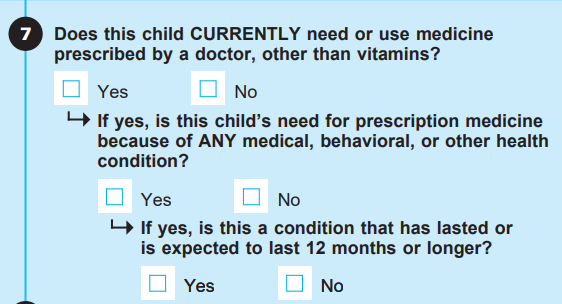 7 Does this child CURRENTLY need or use medicine
prescribed by a doctor, other than vitamins?
Yes No
If yes, is this child's need for prescription medicine
because of ANY medical, behavioral, or other health
condition?
Yes No
If yes, is this a condition that has lasted or
is expected to last 12 months or longer?
Yes No